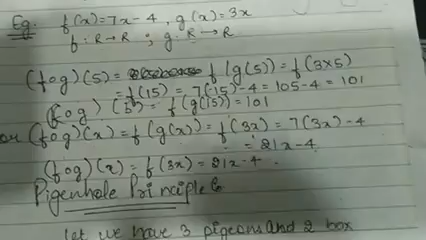 Eg. f(x)=7x-4, g(x)=3x
f: R→R ; g: R→R
(fog)(5) = f(g(5)) = f(3×5)
= f(15) = 7(15)-4 = 105-4 = 101
(fog)(5) = f(g(15)) = 101
or (fog)(x) = f(g(x)) = f(3x) = 7(3x)-4
= 21x-4
(fog)(x) = f(3x) = 21x-4.
Pigenhole Principle
let we have 3 pigeons and 2 box